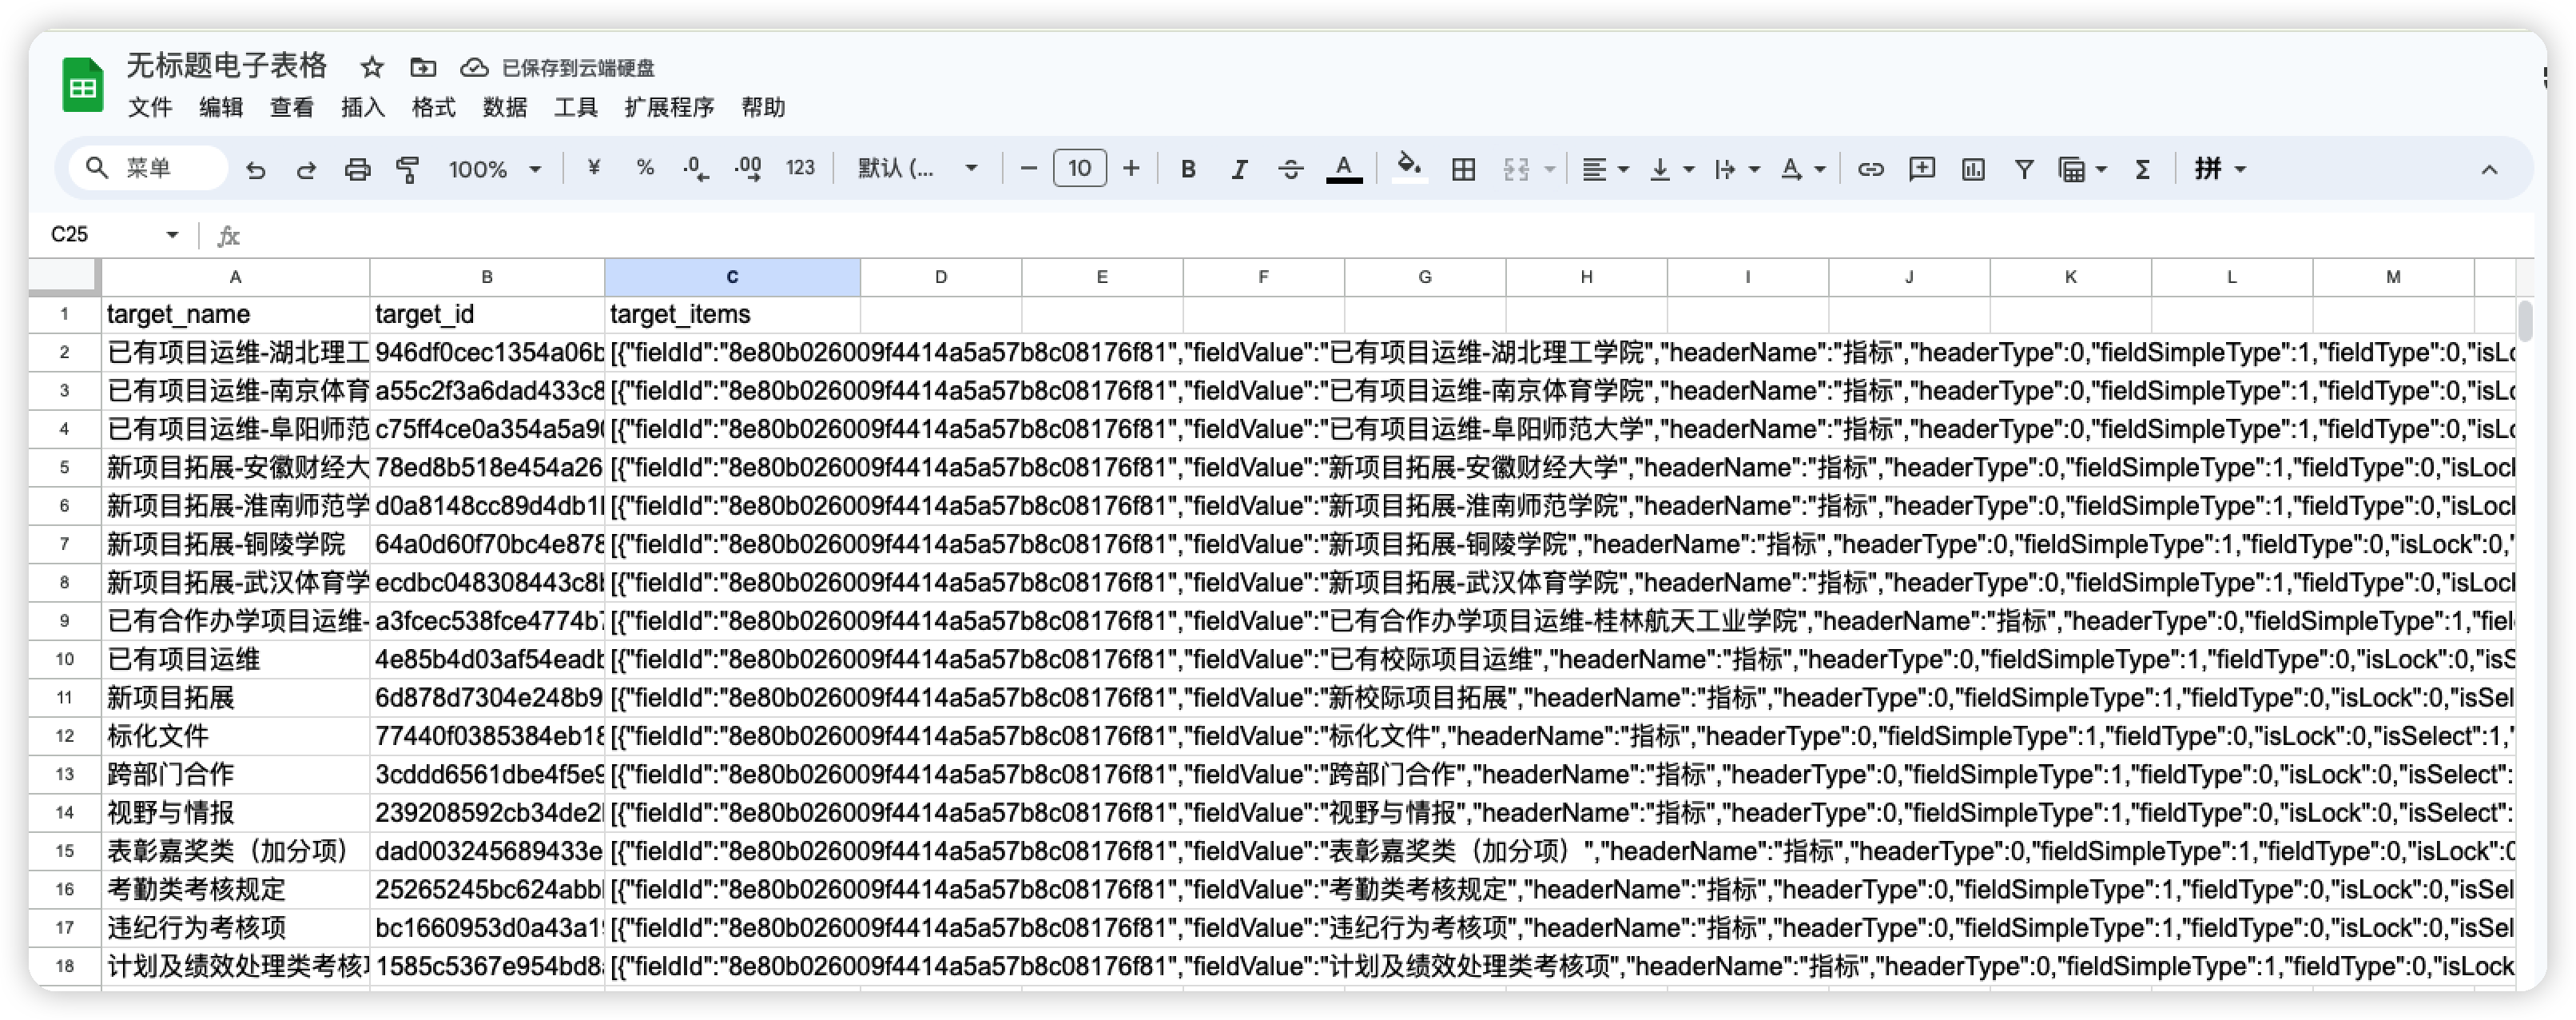 无标题电子表格 已保存到云端硬盘
文件 编辑 查看 插入 格式 数据 工具 扩展程序 帮助
菜单 100% ¥ % .0 .00 123 默认 (... 10 B I A A Σ 拼
C25 fx
A B C D E F G H I J K L M
1 target_name target_id target_items
2 已有项目运维-湖北理工 946df0cec1354a06b [{"fieldId":"8e80b026009f4414a5a57b8c08176f81","fieldValue":"已有项目运维-湖北理工学院","headerName":"指标","headerType":0,"fieldSimpleType":1,"fieldType":0,"isLo
3 已有项目运维-南京体育 a55c2f3a6dad433c8 [{"fieldId":"8e80b026009f4414a5a57b8c08176f81","fieldValue":"已有项目运维-南京体育学院","headerName":"指标","headerType":0,"fieldSimpleType":1,"fieldType":0,"isLo
4 已有项目运维-阜阳师范 c75ff4ce0a354a5a90 [{"fieldId":"8e80b026009f4414a5a57b8c08176f81","fieldValue":"已有项目运维-阜阳师范大学","headerName":"指标","headerType":0,"fieldSimpleType":1,"fieldType":0,"isLo
5 新项目拓展-安徽财经大 78ed8b518e454a26 [{"fieldId":"8e80b026009f4414a5a57b8c08176f81","fieldValue":"新项目拓展-安徽财经大学","headerName":"指标","headerType":0,"fieldSimpleType":1,"fieldType":0,"isLock
6 新项目拓展-淮南师范学 d0a8148cc89d4db1 [{"fieldId":"8e80b026009f4414a5a57b8c08176f81","fieldValue":"新项目拓展-淮南师范学院","headerName":"指标","headerType":0,"fieldSimpleType":1,"fieldType":0,"isLock
7 新项目拓展-铜陵学院 64a0d60f70bc4e878 [{"fieldId":"8e80b026009f4414a5a57b8c08176f81","fieldValue":"新项目拓展-铜陵学院","headerName":"指标","headerType":0,"fieldSimpleType":1,"fieldType":0,"isLock":0,"
8 新项目拓展-武汉体育学 ecdbc048308443c8 [{"fieldId":"8e80b026009f4414a5a57b8c08176f81","fieldValue":"新项目拓展-武汉体育学院","headerName":"指标","headerType":0,"fieldSimpleType":1,"fieldType":0,"isLock
9 已有合作办学项目运维- a3fcec538fce4774b7 [{"fieldId":"8e80b026009f4414a5a57b8c08176f81","fieldValue":"已有合作办学项目运维-桂林航天工业学院","headerName":"指标","headerType":0,"fieldSimpleType":1,"fiel
10 已有项目运维 4e85b4d03af54eadb [{"fieldId":"8e80b026009f4414a5a57b8c08176f81","fieldValue":"已有校际项目运维","headerName":"指标","headerType":0,"fieldSimpleType":1,"fieldType":0,"isLock":0,"isS
11 新项目拓展 6d878d7304e248b9 [{"fieldId":"8e80b026009f4414a5a57b8c08176f81","fieldValue":"新校际项目拓展","headerName":"指标","headerType":0,"fieldSimpleType":1,"fieldType":0,"isLock":0,"isSel
12 标化文件 77440f0385384eb18 [{"fieldId":"8e80b026009f4414a5a57b8c08176f81","fieldValue":"标化文件","headerName":"指标","headerType":0,"fieldSimpleType":1,"fieldType":0,"isLock":0,"isSelect":1,"
13 跨部门合作 3cddd6561dbe4f5e9 [{"fieldId":"8e80b026009f4414a5a57b8c08176f81","fieldValue":"跨部门合作","headerName":"指标","headerType":0,"fieldSimpleType":1,"fieldType":0,"isLock":0,"isSelect":
14 视野与情报 239208592cb34de2 [{"fieldId":"8e80b026009f4414a5a57b8c08176f81","fieldValue":"视野与情报","headerName":"指标","headerType":0,"fieldSimpleType":1,"fieldType":0,"isLock":0,"isSelect":
15 表彰嘉奖类（加分项） dad003245689433e [{"fieldId":"8e80b026009f4414a5a57b8c08176f81","fieldValue":"表彰嘉奖类（加分项）","headerName":"指标","headerType":0,"fieldSimpleType":1,"fieldType":0,"isLock":0
16 考勤类考核规定 25265245bc624abb [{"fieldId":"8e80b026009f4414a5a57b8c08176f81","fieldValue":"考勤类考核规定","headerName":"指标","headerType":0,"fieldSimpleType":1,"fieldType":0,"isLock":0,"isSel
17 违纪行为考核项 bc1660953d0a43a1 [{"fieldId":"8e80b026009f4414a5a57b8c08176f81","fieldValue":"违纪行为考核项","headerName":"指标","headerType":0,"fieldSimpleType":1,"fieldType":0,"isLock":0,"isSel
18 计划及绩效处理类考核项 1585c5367e954bd8 [{"fieldId":"8e80b026009f4414a5a57b8c08176f81","fieldValue":"计划及绩效处理类考核项","headerName":"指标","headerType":0,"fieldSimpleType":1,"fieldType":0,"isLock